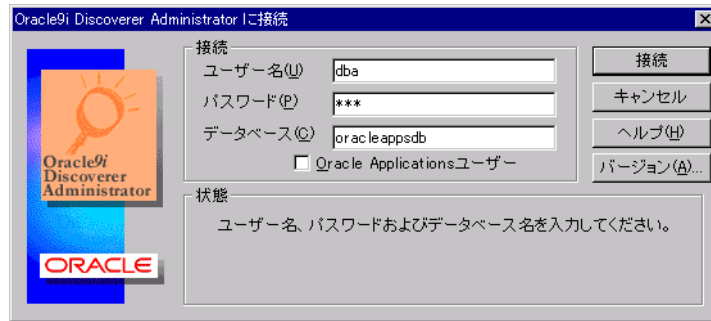 Oracle9i Discoverer Administrator に接続
接続
ユーザー名(U) dba
パスワード(P) ***
データベース(C) oracleappsdb
Oracle Applicationsユーザー
接続
キャンセル
ヘルプ(H)
バージョン(A)...
Oracle9i
Discoverer
Administrator
ORACLE
状態
ユーザー名、パスワードおよびデータベース名を入力してください。